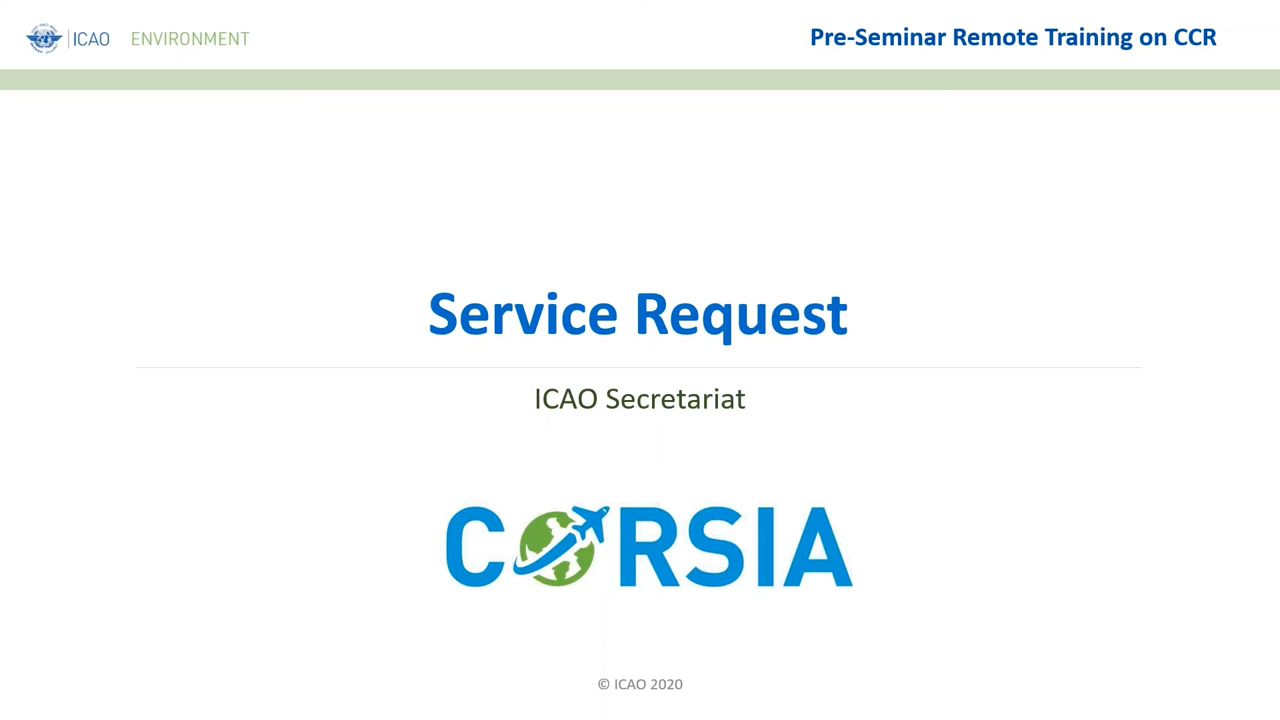 ICAO ENVIRONMENT
Pre-Seminar Remote Training on CCR
Service Request
ICAO Secretariat
CORSIA
© ICAO 2020